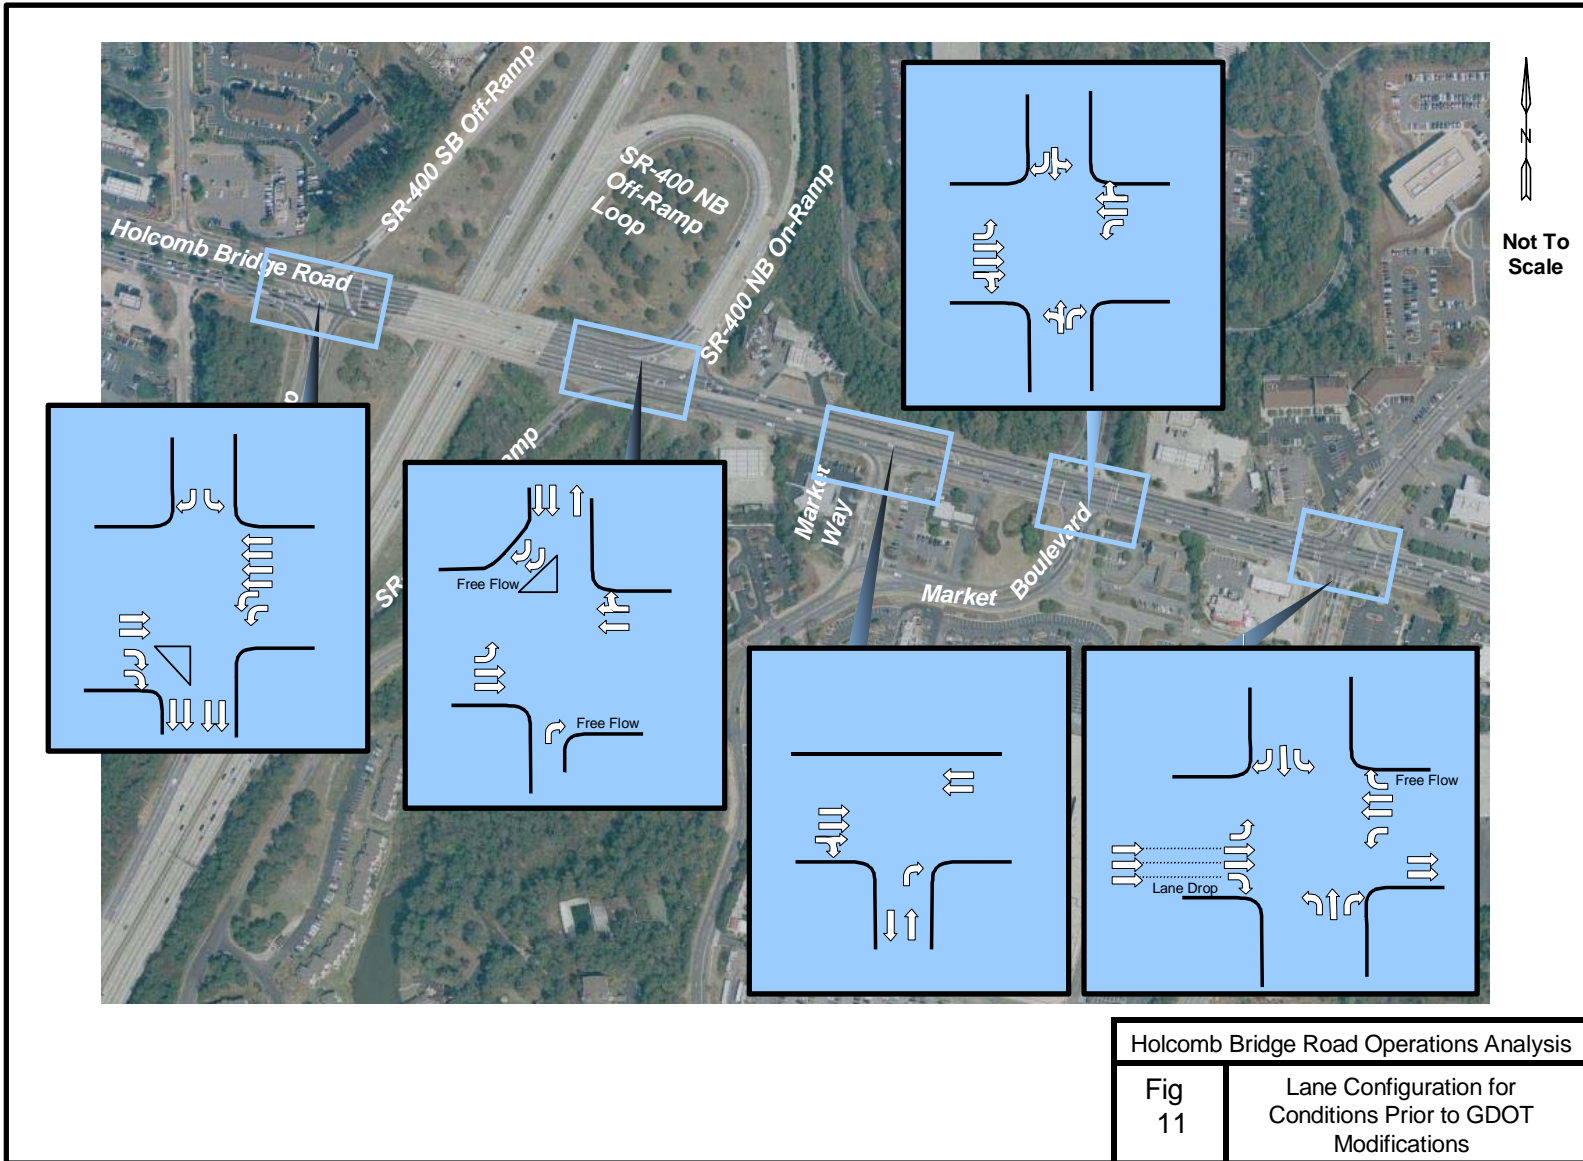 SR-400 SB Off-Ramp
SR-400 NB
Off-Ramp
Loop
SR-400 NB On-Ramp
Holcomb Bridge Road
N
Not To
Scale
Market
Way
Market Boulevard
Free Flow
Free Flow
Free Flow
Lane Drop
Holcomb Bridge Road Operations Analysis
Fig
11
Lane Configuration for
Conditions Prior to GDOT
Modifications